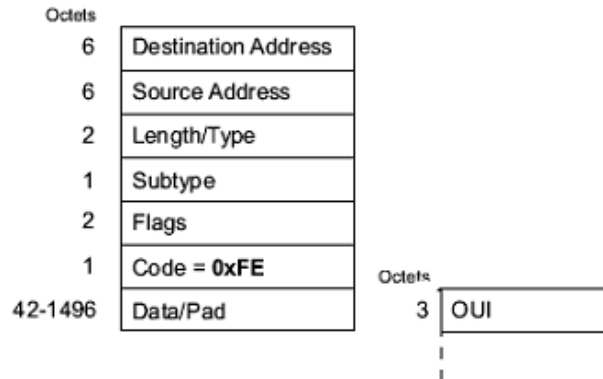 Octets
6 Destination Address
6 Source Address
2 Length/Type
1 Subtype
2 Flags
1 Code = 0xFE
42-1496 Data/Pad
Octets
3 OUI